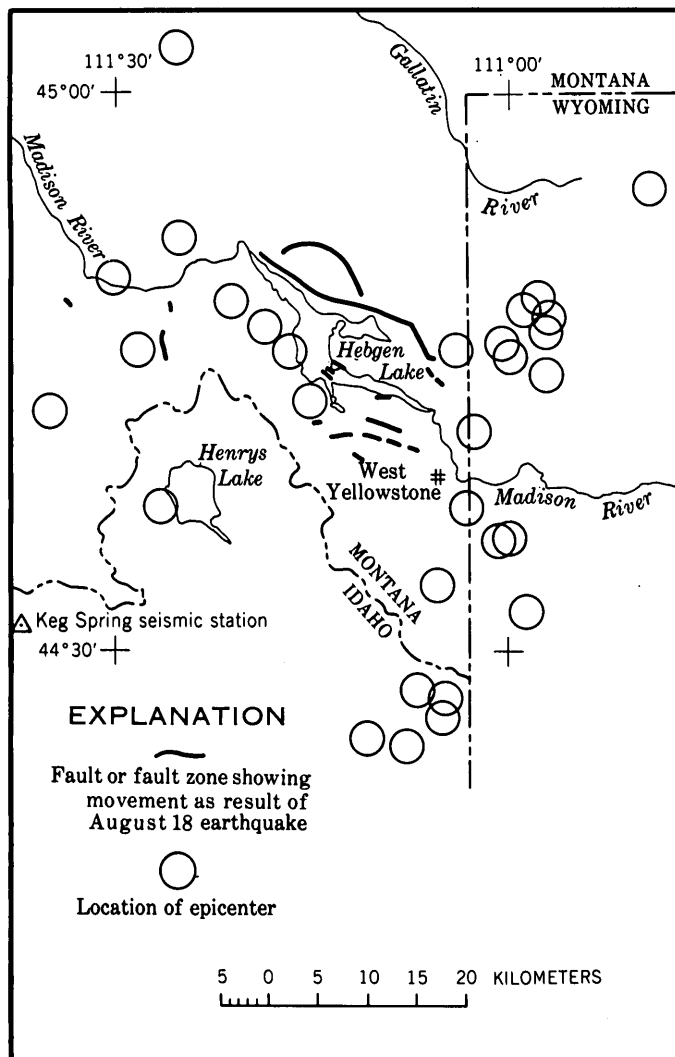 111°30'
45°00'
Gallatin
111°00'
MONTANA
WYOMING
Madison River
River
Hebgen
Lake
Henrys
Lake
West
Yellowstone
Madison
River
MONTANA
IDAHO
Keg Spring seismic station
44°30'
EXPLANATION
Fault or fault zone showing
movement as result of
August 18 earthquake
Location of epicenter
5 0 5 10 15 20 KILOMETERS